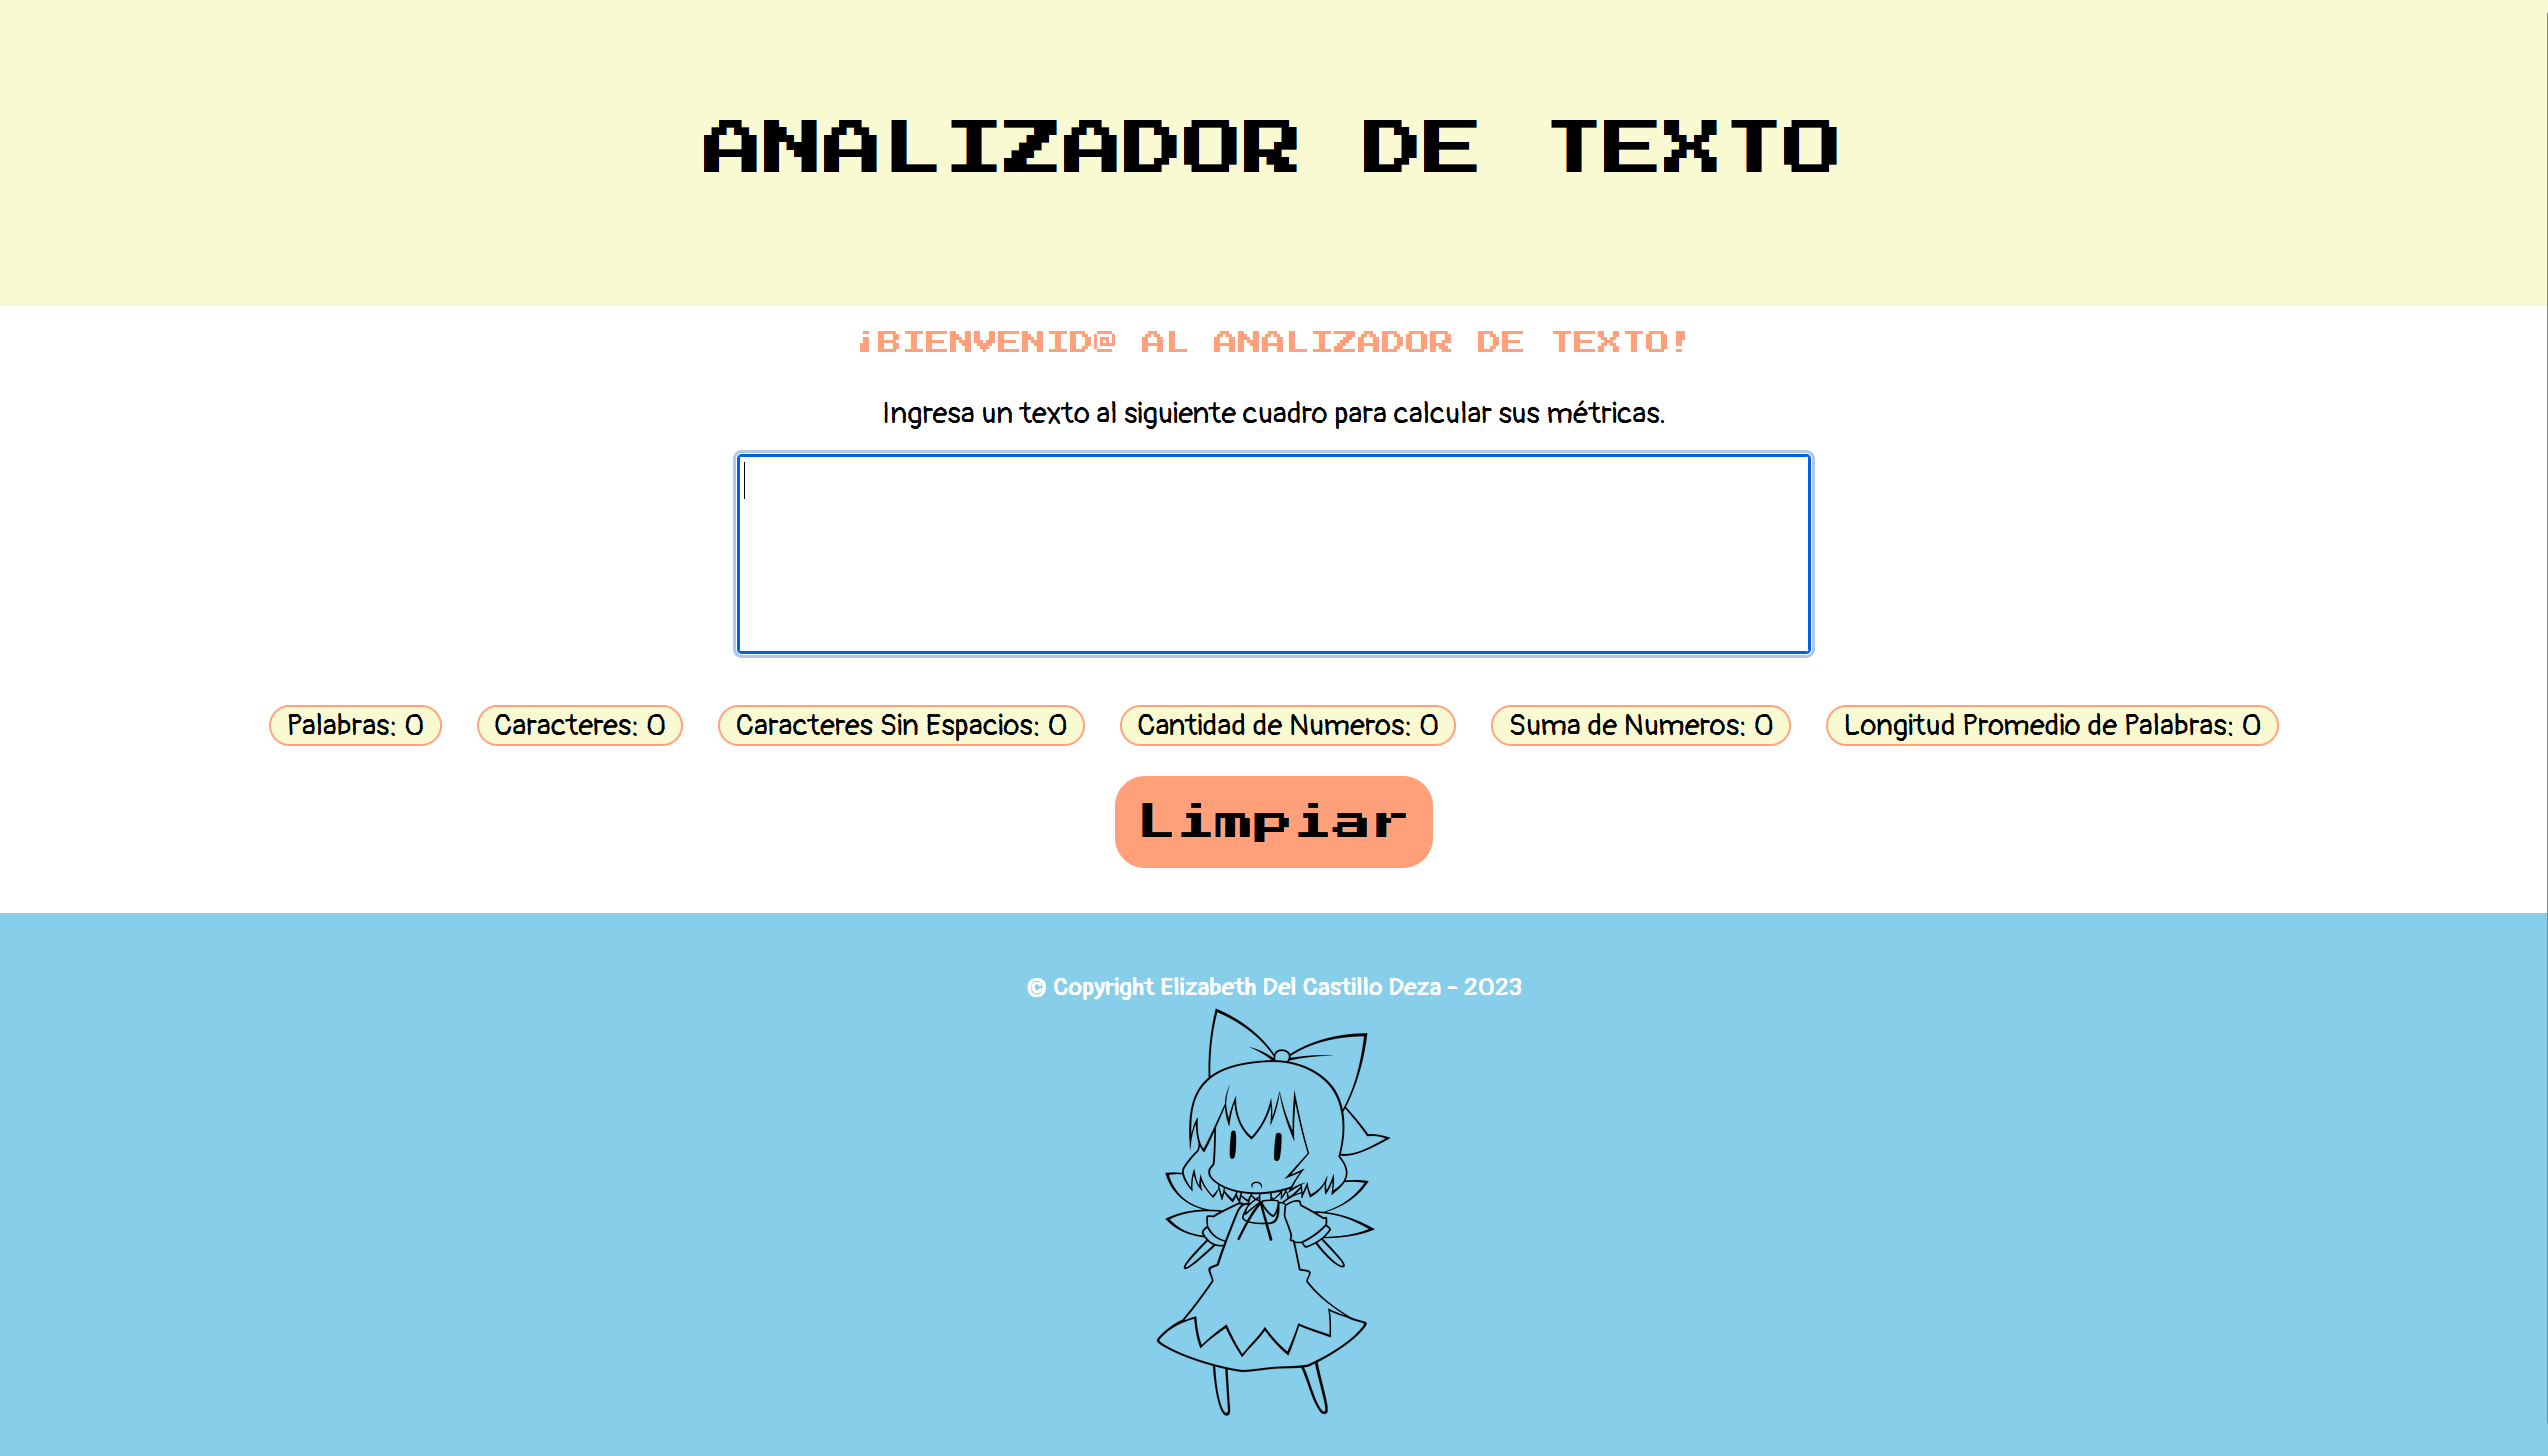 ANALIZADOR DE TEXTO
¡BIENVENID@ AL ANALIZADOR DE TEXTO!
Ingresa un texto al siguiente cuadro para calcular sus métricas.
Palabras: 0 Caracteres: 0 Caracteres Sin Espacios: 0 Cantidad de Numeros: 0 Suma de Numeros: 0 Longitud Promedio de Palabras: 0
Limpiar
© Copyright Elizabeth Del Castillo Deza - 2023